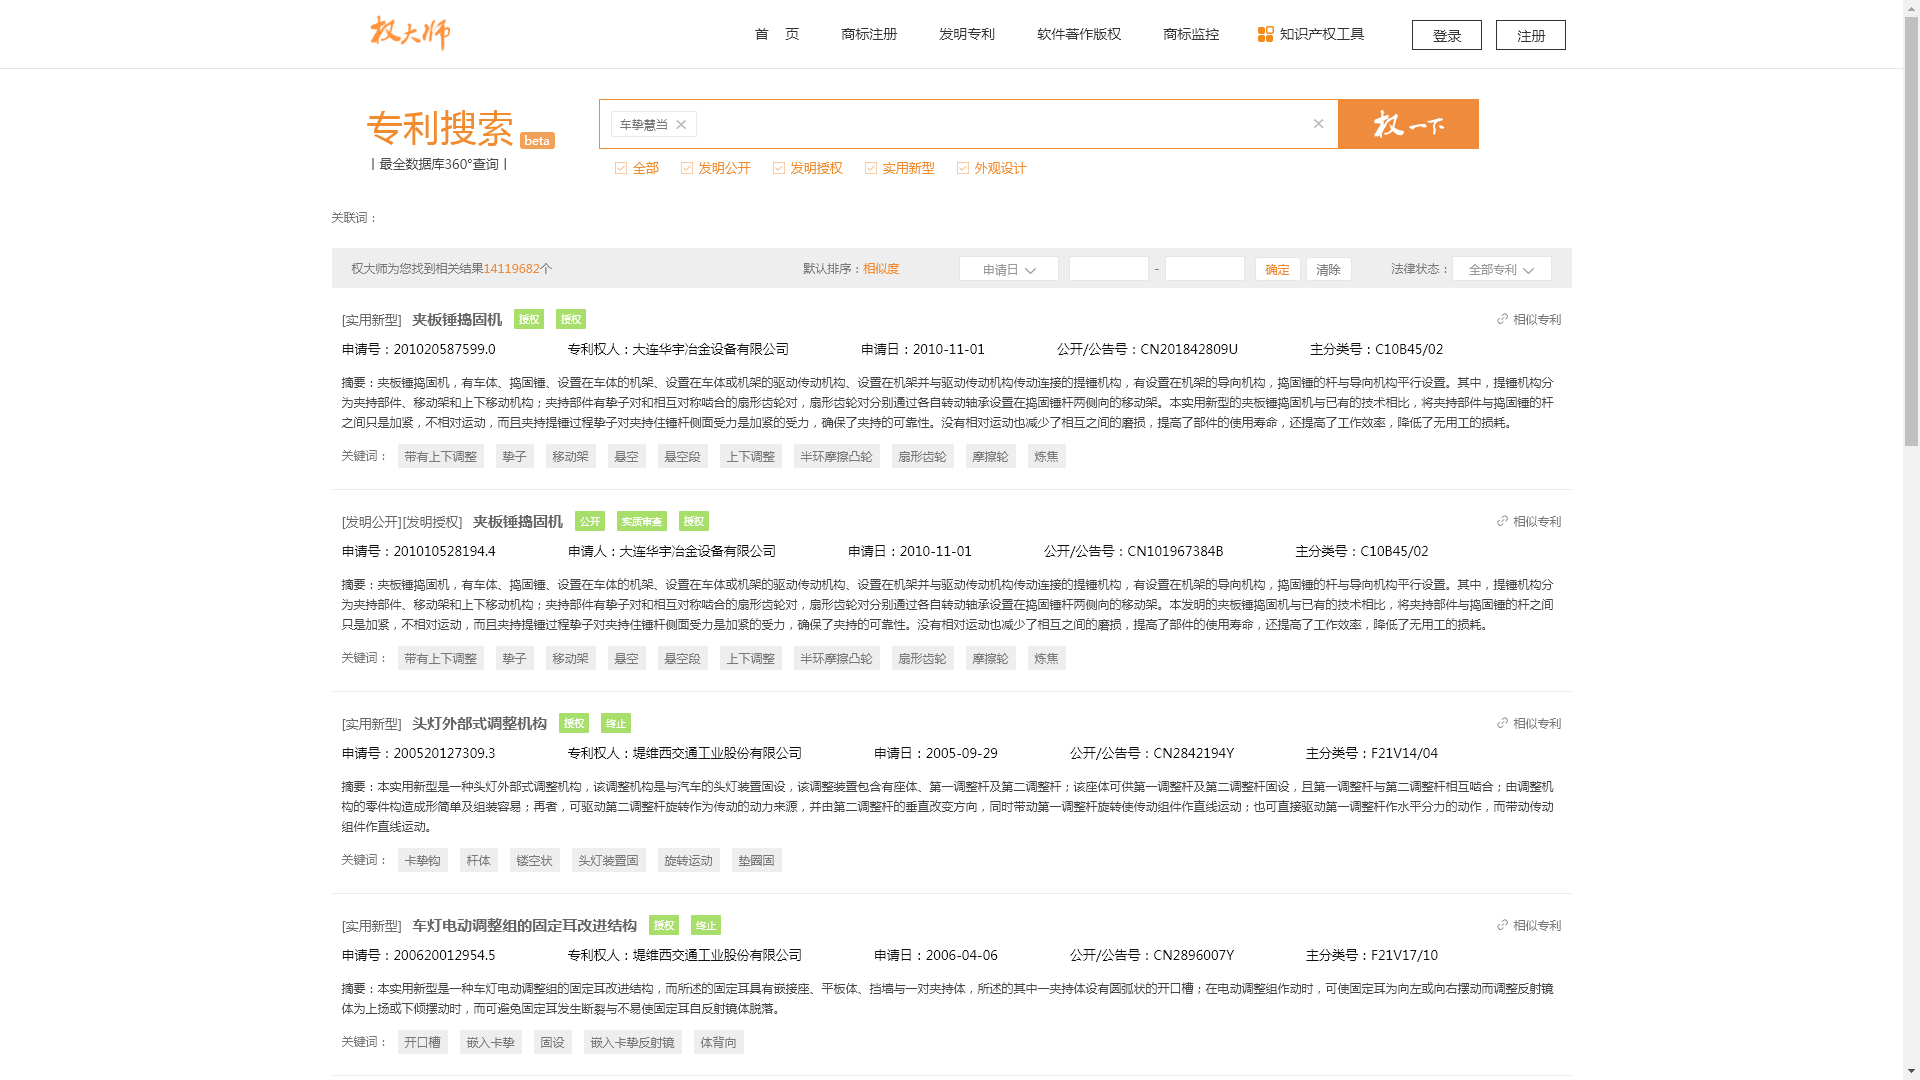 权大师
首 页
商标注册
发明专利
软件著作版权
商标监控
知识产权工具
登录
注册
专利搜索 beta
|最全数据库360°查询|
车挚慧当
权一下
全部
发明公开
发明授权
实用新型
外观设计
关联词：
权大师为您找到相关结果14119682个
默认排序：相似度
申请日
-
确定
清除
法律状态：
全部专利
[实用新型] 夹板锤捣固机 授权 授权
相似专利
申请号：201020587599.0 专利权人：大连华宇冶金设备有限公司 申请日：2010-11-01 公开/公告号：CN201842809U 主分类号：C10B45/02
摘要：夹板锤捣固机，有车体、捣固锤、设置在车体的机架、设置在车体或机架的驱动传动机构、设置在机架并与驱动传动机构传动连接的提锤机构，有设置在机架的导向机构，捣固锤的杆与导向机构平行设置。其中，提锤机构分
为夹持部件、移动架和上下移动机构；夹持部件有挚子对和相互对称啮合的扇形齿轮对，扇形齿轮对分别通过各自转动轴承设置在捣固锤杆两侧向的移动架。本实用新型的夹板锤捣固机与已有的技术相比，将夹持部件与捣固锤的杆
之间只是加紧，不相对运动，而且夹持提锤过程挚子对夹持住锤杆侧面受力是加紧的受力，确保了夹持的可靠性。没有相对运动也减少了相互之间的磨损，提高了部件的使用寿命，还提高了工作效率，降低了无用工的损耗。
关键词： 带有上下调整 挚子 移动架 悬空 悬空段 上下调整 半环摩擦凸轮 扇形齿轮 摩擦轮 炼焦
[发明公开][发明授权] 夹板锤捣固机 公开 实质审查 授权
相似专利
申请号：201010528194.4 申请人：大连华宇冶金设备有限公司 申请日：2010-11-01 公开/公告号：CN101967384B 主分类号：C10B45/02
摘要：夹板锤捣固机，有车体、捣固锤、设置在车体的机架、设置在车体或机架的驱动传动机构、设置在机架并与驱动传动机构传动连接的提锤机构，有设置在机架的导向机构，捣固锤的杆与导向机构平行设置。其中，提锤机构分
为夹持部件、移动架和上下移动机构；夹持部件有挚子对和相互对称啮合的扇形齿轮对，扇形齿轮对分别通过各自转动轴承设置在捣固锤杆两侧向的移动架。本发明的夹板锤捣固机与已有的技术相比，将夹持部件与捣固锤的杆之间
只是加紧，不相对运动，而且夹持提锤过程挚子对夹持住锤杆侧面受力是加紧的受力，确保了夹持的可靠性。没有相对运动也减少了相互之间的磨损，提高了部件的使用寿命，还提高了工作效率，降低了无用工的损耗。
关键词： 带有上下调整 挚子 移动架 悬空 悬空段 上下调整 半环摩擦凸轮 扇形齿轮 摩擦轮 炼焦
[实用新型] 头灯外部式调整机构 授权 终止
相似专利
申请号：200520127309.3 专利权人：堤维西交通工业股份有限公司 申请日：2005-09-29 公开/公告号：CN2842194Y 主分类号：F21V14/04
摘要：本实用新型是一种头灯外部式调整机构，该调整机构是与汽车的头灯装置固设，该调整装置包含有座体、第一调整杆及第二调整杆；该座体可供第一调整杆及第二调整杆固设，且第一调整杆与第二调整杆相互啮合；由调整机
构的零件构造成形简单及组装容易；再者，可驱动第二调整杆旋转作为传动的动力来源，并由第二调整杆的垂直改变方向，同时带动第一调整杆旋转使传动组件作直线运动；也可直接驱动第一调整杆作水平分力的动作，而带动传动
组件作直线运动。
关键词： 卡挚钩 杆体 镂空状 头灯装置固 旋转运动 垫圆固
[实用新型] 车灯电动调整组的固定耳改进结构 授权 终止
相似专利
申请号：200620012954.5 专利权人：堤维西交通工业股份有限公司 申请日：2006-04-06 公开/公告号：CN2896007Y 主分类号：F21V17/10
摘要：本实用新型是一种车灯电动调整组的固定耳改进结构，而所述的固定耳具有嵌接座、平板体、挡墙与一对夹持体，所述的其中一夹持体设有圆弧状的开口槽；在电动调整组作动时，可使固定耳为向左或向右摆动而调整反射镜
体为上扬或下倾摆动时，而可避免固定耳发生断裂与不易使固定耳自反射镜体脱落。
关键词： 开口槽 嵌入卡挚 固设 嵌入卡挚反射镜 体背向